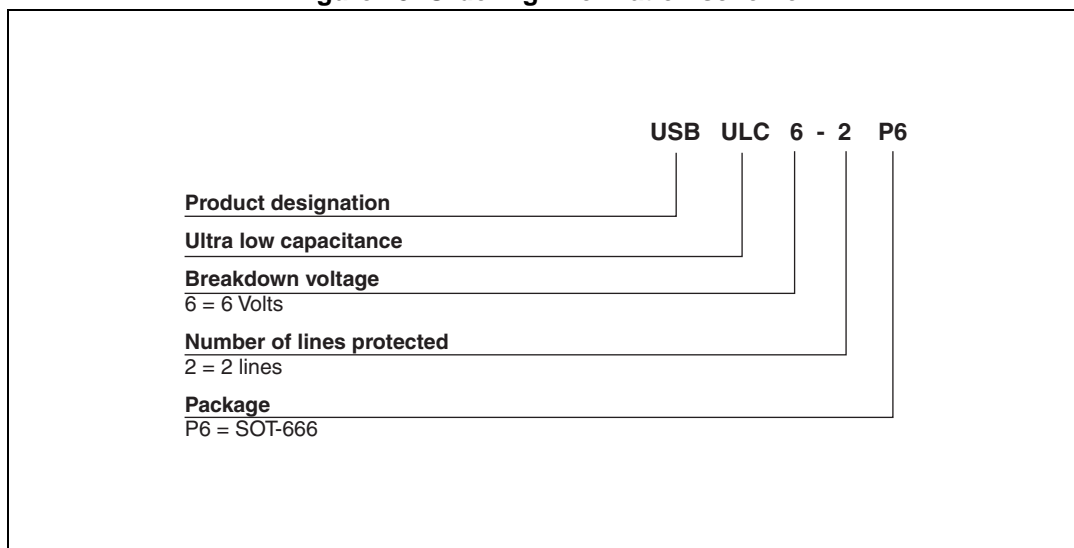 USB ULC 6 - 2 P6
Product designation
Ultra low capacitance
Breakdown voltage
6 = 6 Volts
Number of lines protected
2 = 2 lines
Package
P6 = SOT-666